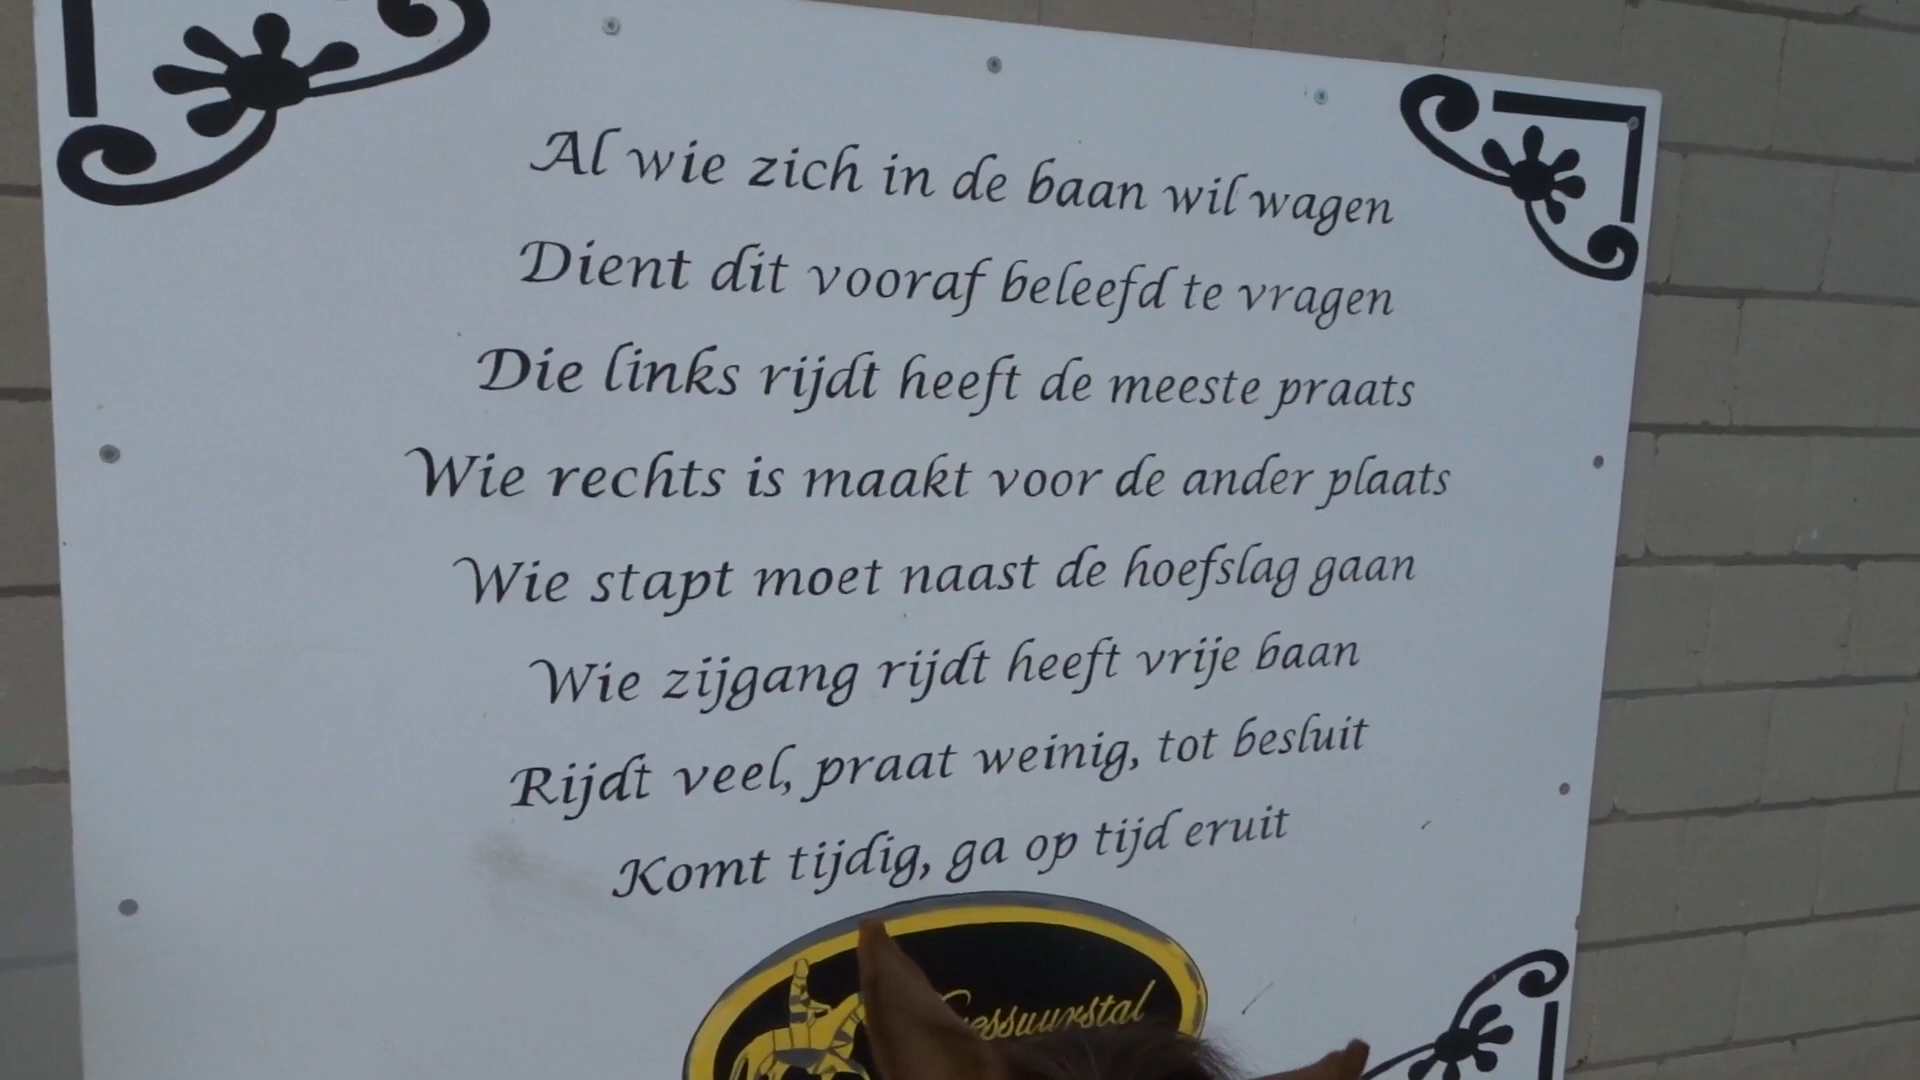 Al wie zich in de baan wil wagen
Dient dit vooraf beleefd te vragen
Die links rijdt heeft de meeste praats
Wie rechts is maakt voor de ander plaats
Wie stapt moet naast de hoefslag gaan
Wie zijgang rijdt heeft vrije baan
Rijdt veel, praat weinig, tot besluit
Komt tijdig, ga op tijd eruit